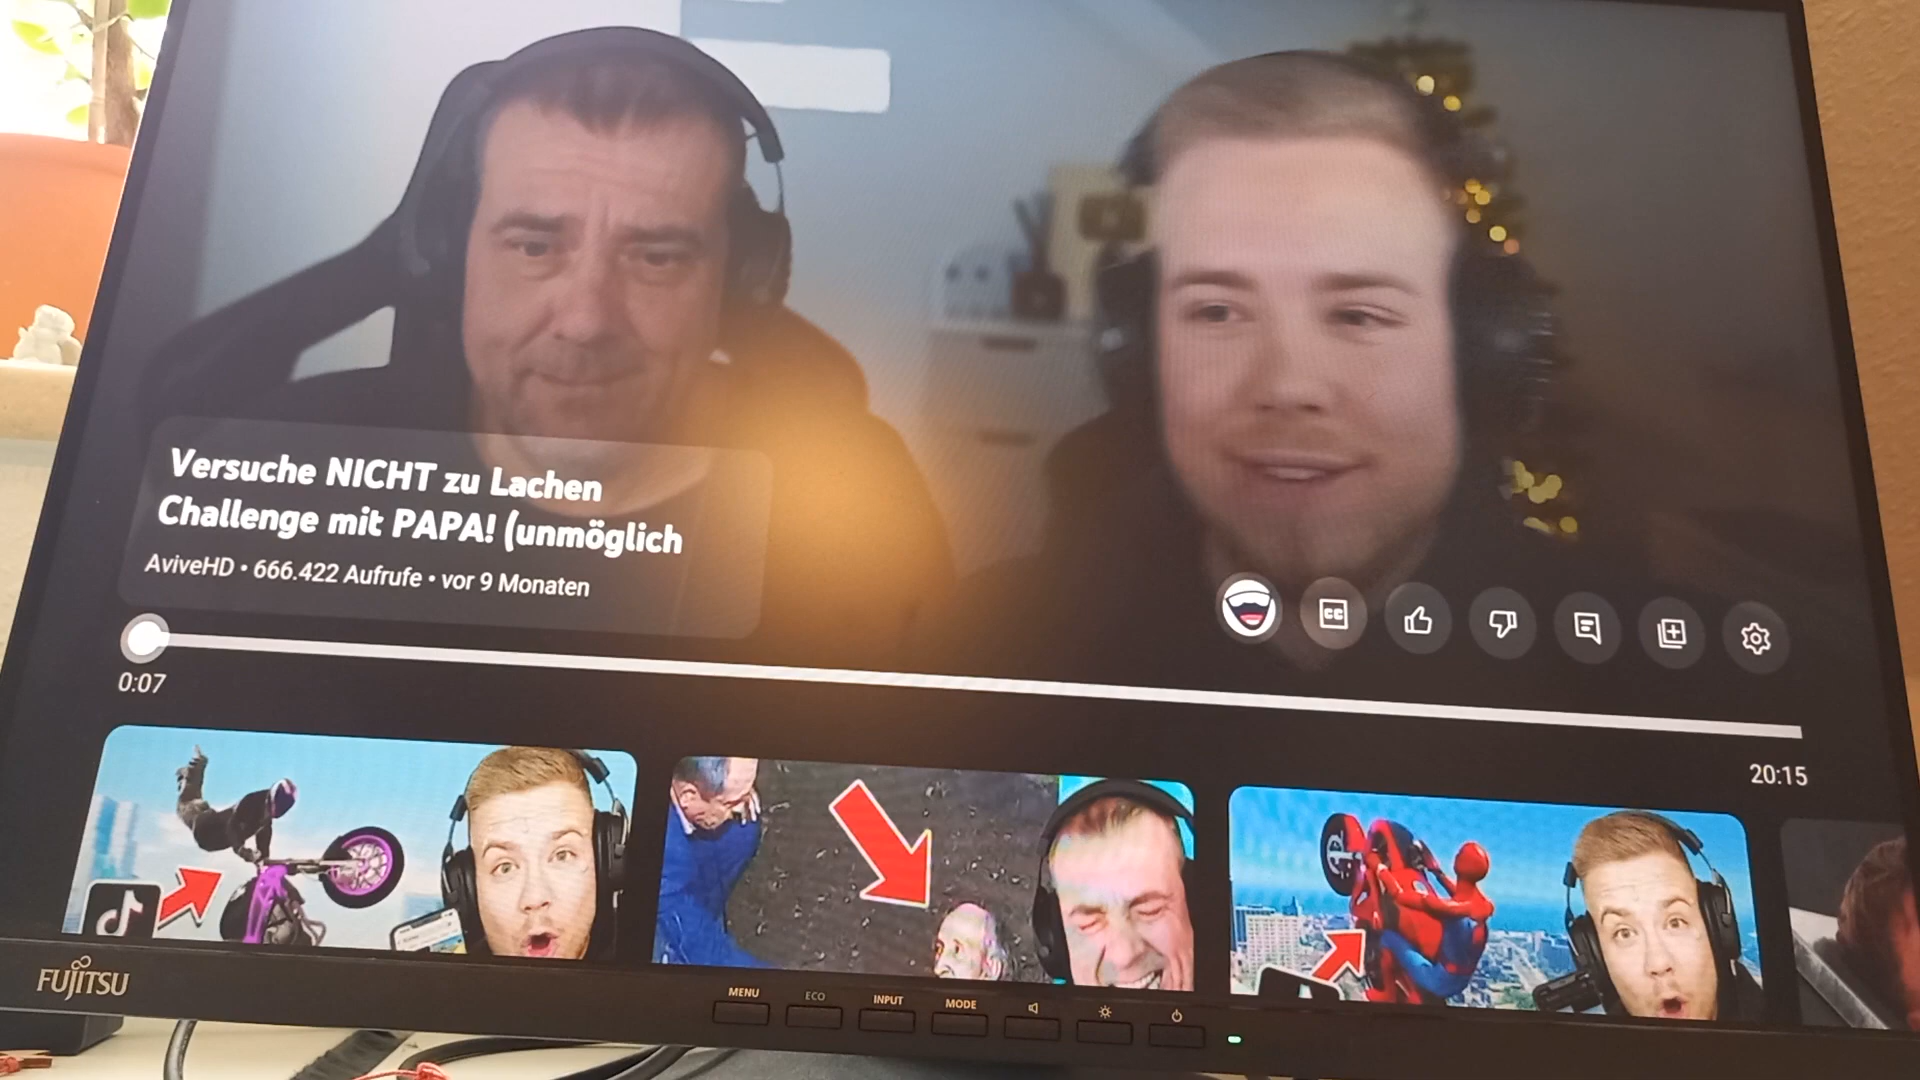 Versuche NICHT zu Lachen
Challenge mit PAPA! (unmöglich
AviveHD • 666.422 Aufrufe • vor 9 Monaten
CC
0:07
20:15
FUJITSU
MENU
ECO
INPUT
MODE